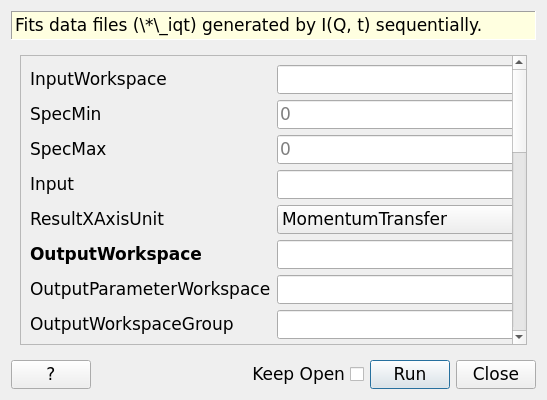 Fits data files (\*\_iqt) generated by I(Q, t) sequentially.
InputWorkspace
SpecMin 0
SpecMax 0
Input
ResultXAxisUnit MomentumTransfer
OutputWorkspace
OutputParameterWorkspace
OutputWorkspaceGroup
? Keep Open Run Close